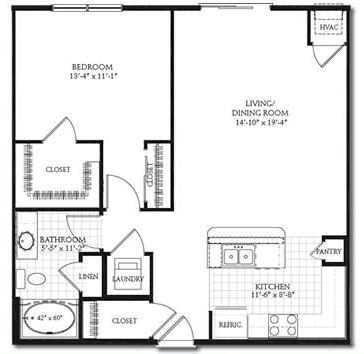 HVAC
BEDROOM
13'-4" x 11'-1"
LIVING/
DINING ROOM
14'-10" x 19'-4"
CLOSET
CLOSET
BATHROOM
5'-5" x 11'-2"
PANTRY
LINEN
LAUNDRY
KITCHEN
11'-6" x 8'-8"
42" x 60"
CLOSET
REFRIG.